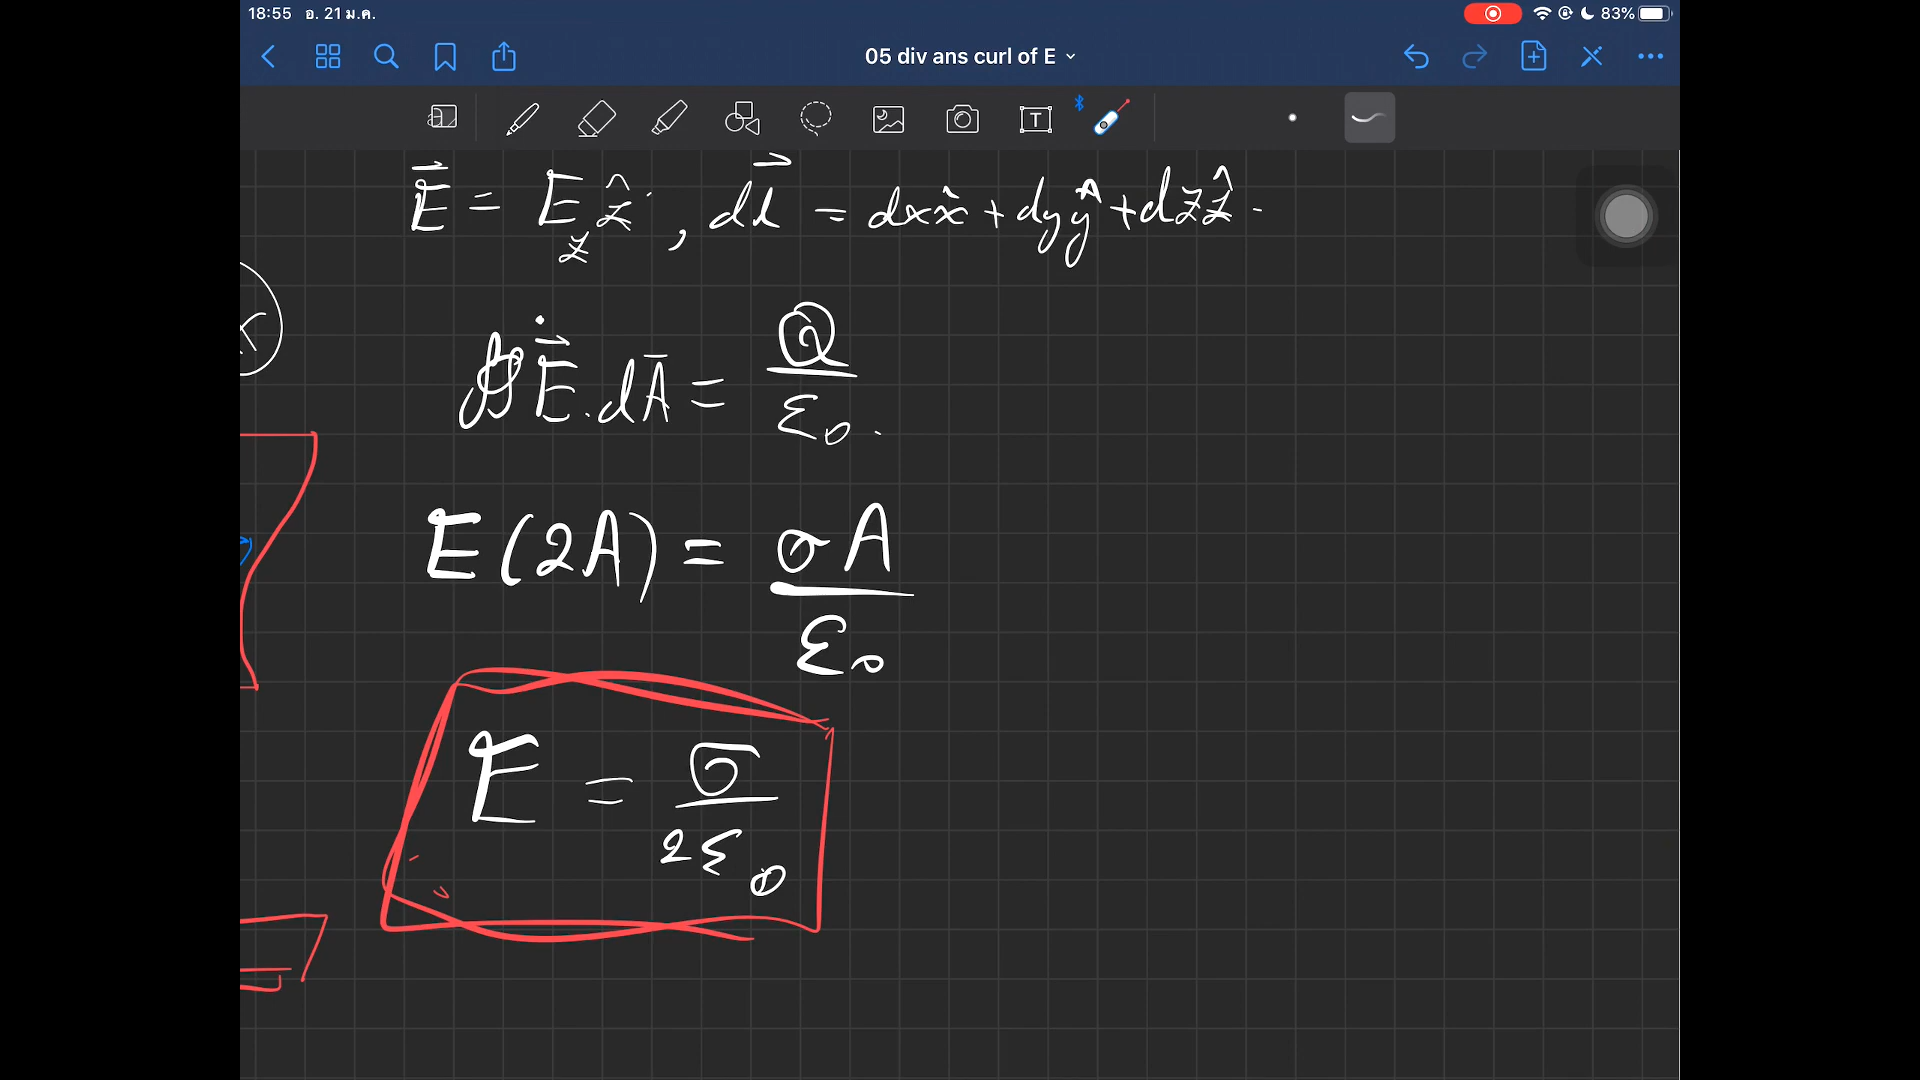 18:55 อ. 21 ม.ค. 83%
05 div ans curl of E
T
E⃗ = E_z ẑ , dl⃗ = dx x̂ + dy ŷ + dz ẑ
∯ E⃗ . dA̅ = Q / ε₀ .
E (2A) = σA / ε₀
E = σ / 2ε₀